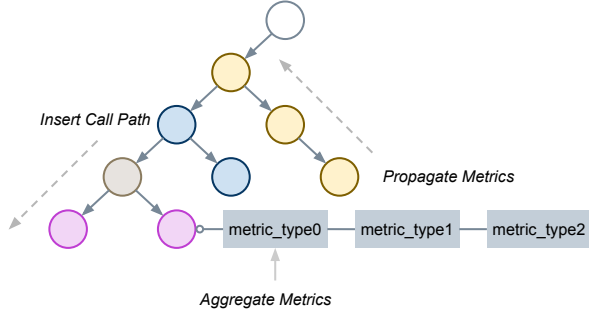 Insert Call Path
Propagate Metrics
metric_type0
metric_type1
metric_type2
Aggregate Metrics